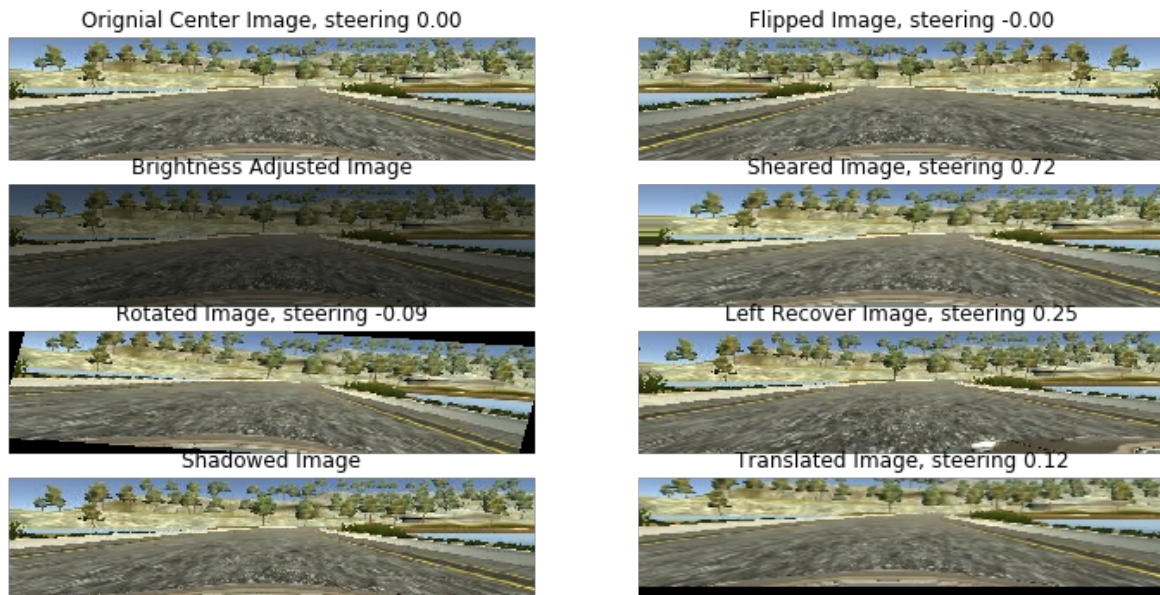 Orignial Center Image, steering 0.00
Flipped Image, steering -0.00
Brightness Adjusted Image
Sheared Image, steering 0.72
Rotated Image, steering -0.09
Left Recover Image, steering 0.25
Shadowed Image
Translated Image, steering 0.12